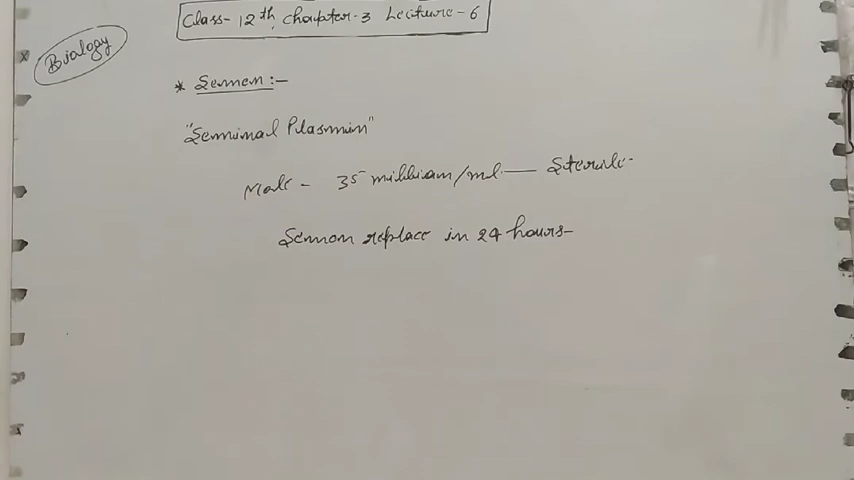 Class- 12th, Chapter-3 Lecture-6
Biology
* Semen:-
"Seminal Plasmin"
Male - 35 million/ml — Sterile.
Semen replace in 24 hours-